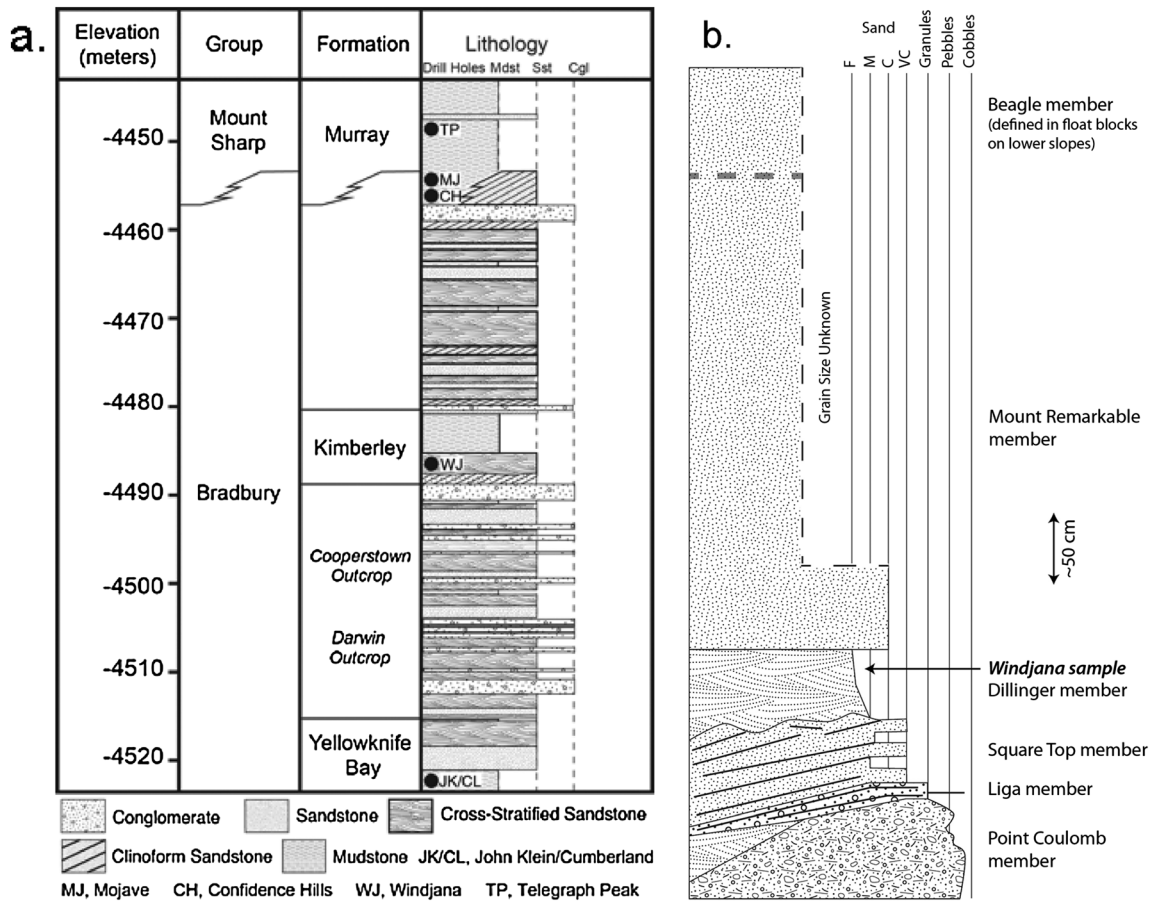 a.
Elevation
(meters)
Group
Formation
Lithology
Drill Holes Mdst Sst Cgl
-4450
-4460
-4470
-4480
-4490
-4500
-4510
-4520
Mount
Sharp
Bradbury
Murray
Kimberley
Cooperstown
Outcrop
Darwin
Outcrop
Yellowknife
Bay
TP
MJ
CH
WJ
JK/CL
Conglomerate
Sandstone
Cross-Stratified Sandstone
Clinoform Sandstone
Mudstone JK/CL, John Klein/Cumberland
MJ, Mojave CH, Confidence Hills WJ, Windjana TP, Telegraph Peak
b.
Sand
F
M
C
VC
Granules
Pebbles
Cobbles
Grain Size Unknown
Beagle member
(defined in float blocks
on lower slopes)
Mount Remarkable
member
~50 cm
Windjana sample
Dillinger member
Square Top member
Liga member
Point Coulomb
member